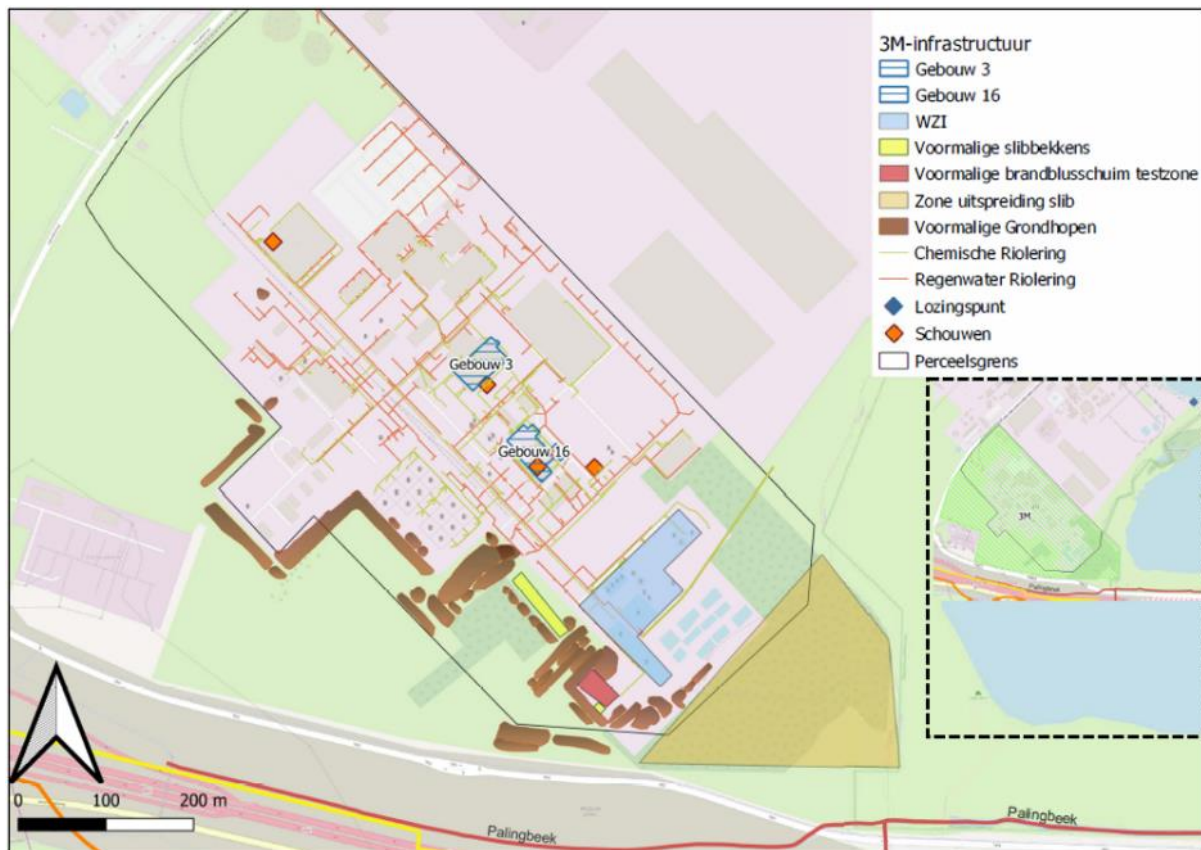 3M-infrastructuur
Gebouw 3
Gebouw 16
WZI
Voormalige slibbekkens
Voormalige brandblusschuim testzone
Zone uitspreiding slib
Voormalige Grondhopen
Chemische Riolering
Regenwater Riolering
Lozingspunt
Schouwen
Perceelsgrens
Gebouw 3
Gebouw 16
3M
Palingbeek
0 100 200 m
Palingbeek
Palingbeek